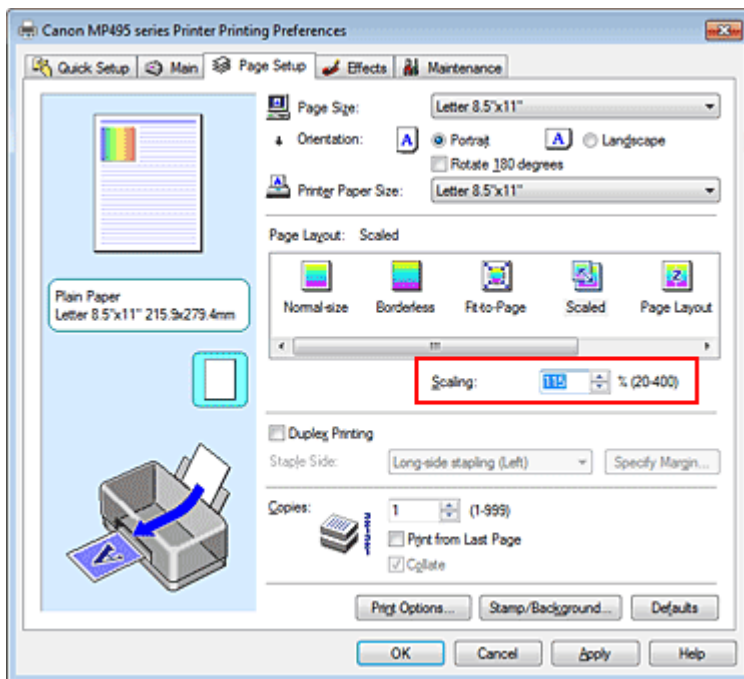 Canon MP495 series Printer Printing Preferences
Quick Setup Main Page Setup Effects Maintenance
Page Size: Letter 8.5"x11"
Orientation: A Portrait A Landscape
Rotate 180 degrees
Printer Paper Size: Letter 8.5"x11"
Page Layout: Scaled
Normal-size Borderless Fit-to-Page Scaled Page Layout
Plain Paper
Letter 8.5"x11" 215.9x279.4mm
Scaling: 115 % (20-400)
Duplex Printing
Staple Side: Long-side stapling (Left) Specify Margin...
Copies: 1 (1-999)
Print from Last Page
Collate
Print Options... Stamp/Background... Defaults
OK Cancel Apply Help